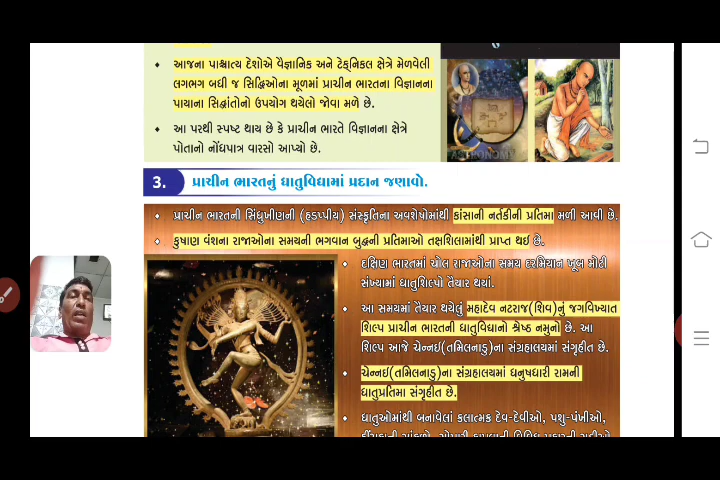 આજના પાશ્ચાત્ય દેશોએ વૈજ્ઞાનિક અને ટેકનિકલ ક્ષેત્રે મેળવેલી
લગભગ બધી જ સિદ્ધિઓના મૂળમાં પ્રાચીન ભારતના વિજ્ઞાનના
પાયાના સિદ્ધાંતોનો ઉપયોગ થયેલો જોવા મળે છે.
આ પરથી સ્પષ્ટ થાય છે કે પ્રાચીન ભારતે વિજ્ઞાનના ક્ષેત્રે
પોતાનો નોંધપાત્ર વારસો આપ્યો છે.
3. પ્રાચીન ભારતનું ધાતુવિદ્યામાં પ્રદાન જણાવો.
પ્રાચીન ભારતની સિંધુખીણની (હડપ્પીય) સંસ્કૃતિના અવશેષોમાંથી કાંસાની નર્તકીની પ્રતિમા મળી આવી છે.
કુષાણ વંશના રાજાઓના સમયની ભગવાન બુદ્ધની પ્રતિમાઓ તક્ષશિલામાંથી પ્રાપ્ત થઈ છે.
દક્ષિણ ભારતમાં ચોલ રાજાઓના સમય દરમિયાન ખૂબ મોટી
સંખ્યામાં ધાતુશિલ્પો તૈયાર થયાં.
આ સમયમાં તૈયાર થયેલું મહાદેવ નટરાજ(શિવ)નું જગવિખ્યાત
શિલ્પ પ્રાચીન ભારતની ધાતુવિદ્યાનો શ્રેષ્ઠ નમુનો છે. આ
શિલ્પ આજે ચેન્નઈ(તમિલનાડુ)ના સંગ્રહાલયમાં સંગૃહીત છે.
ચેન્નઈ(તમિલનાડુ)ના સંગ્રહાલયમાં ધનુષધારી રામની
ધાતુપ્રતિમા સંગૃહીત છે.
ધાતુઓમાંથી બનાવેલાં કલાત્મક દેવ-દેવીઓ, પશુ-પંખીઓ,